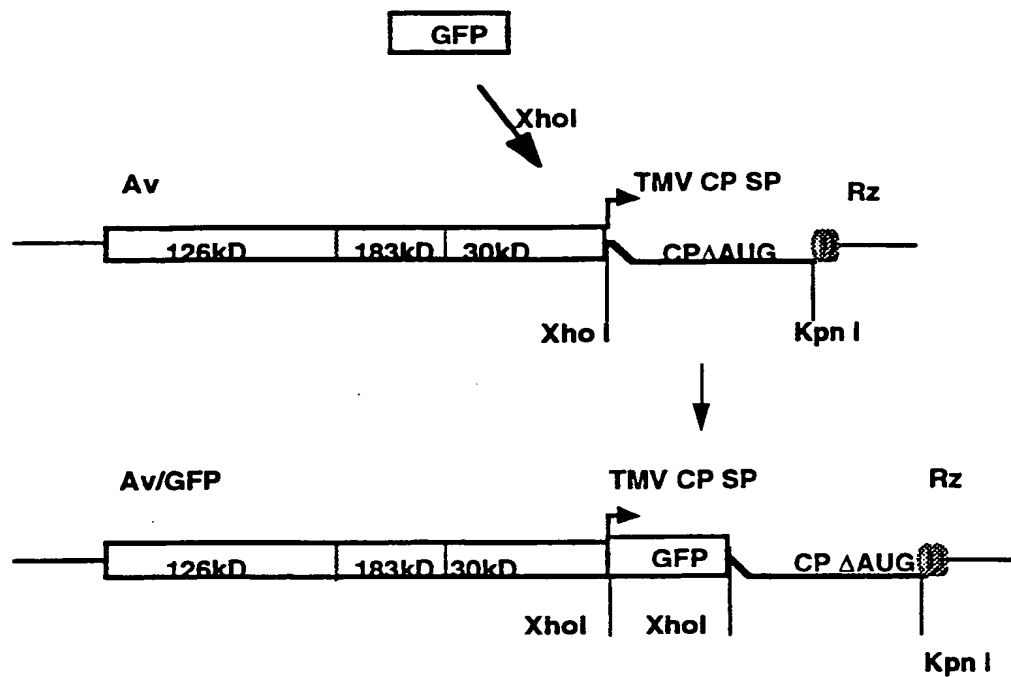 GFP
XhoI
Av
TMV CP SP
Rz
126kD 183kD 30kD CPΔAUG
Xho I
Kpn I
Av/GFP
TMV CP SP
Rz
126kD 183kD 30kD GFP CP ΔAUG
XhoI XhoI
Kpn I